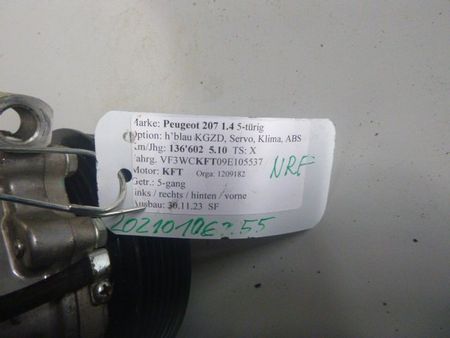 Marke: Peugeot 207 1.4 5-türig
Option: h'blau KGZD, Servo, Klima, ABS
Km/Jhg: 136'602 5.10 TS: X
Fahrg. VF3WCKFT09E105537
Motor: KFT Orga: 1209182
Getr.: 5-gang
links / rechts / hinten / vorne
Ausbau: 30.11.23 SF
NRF